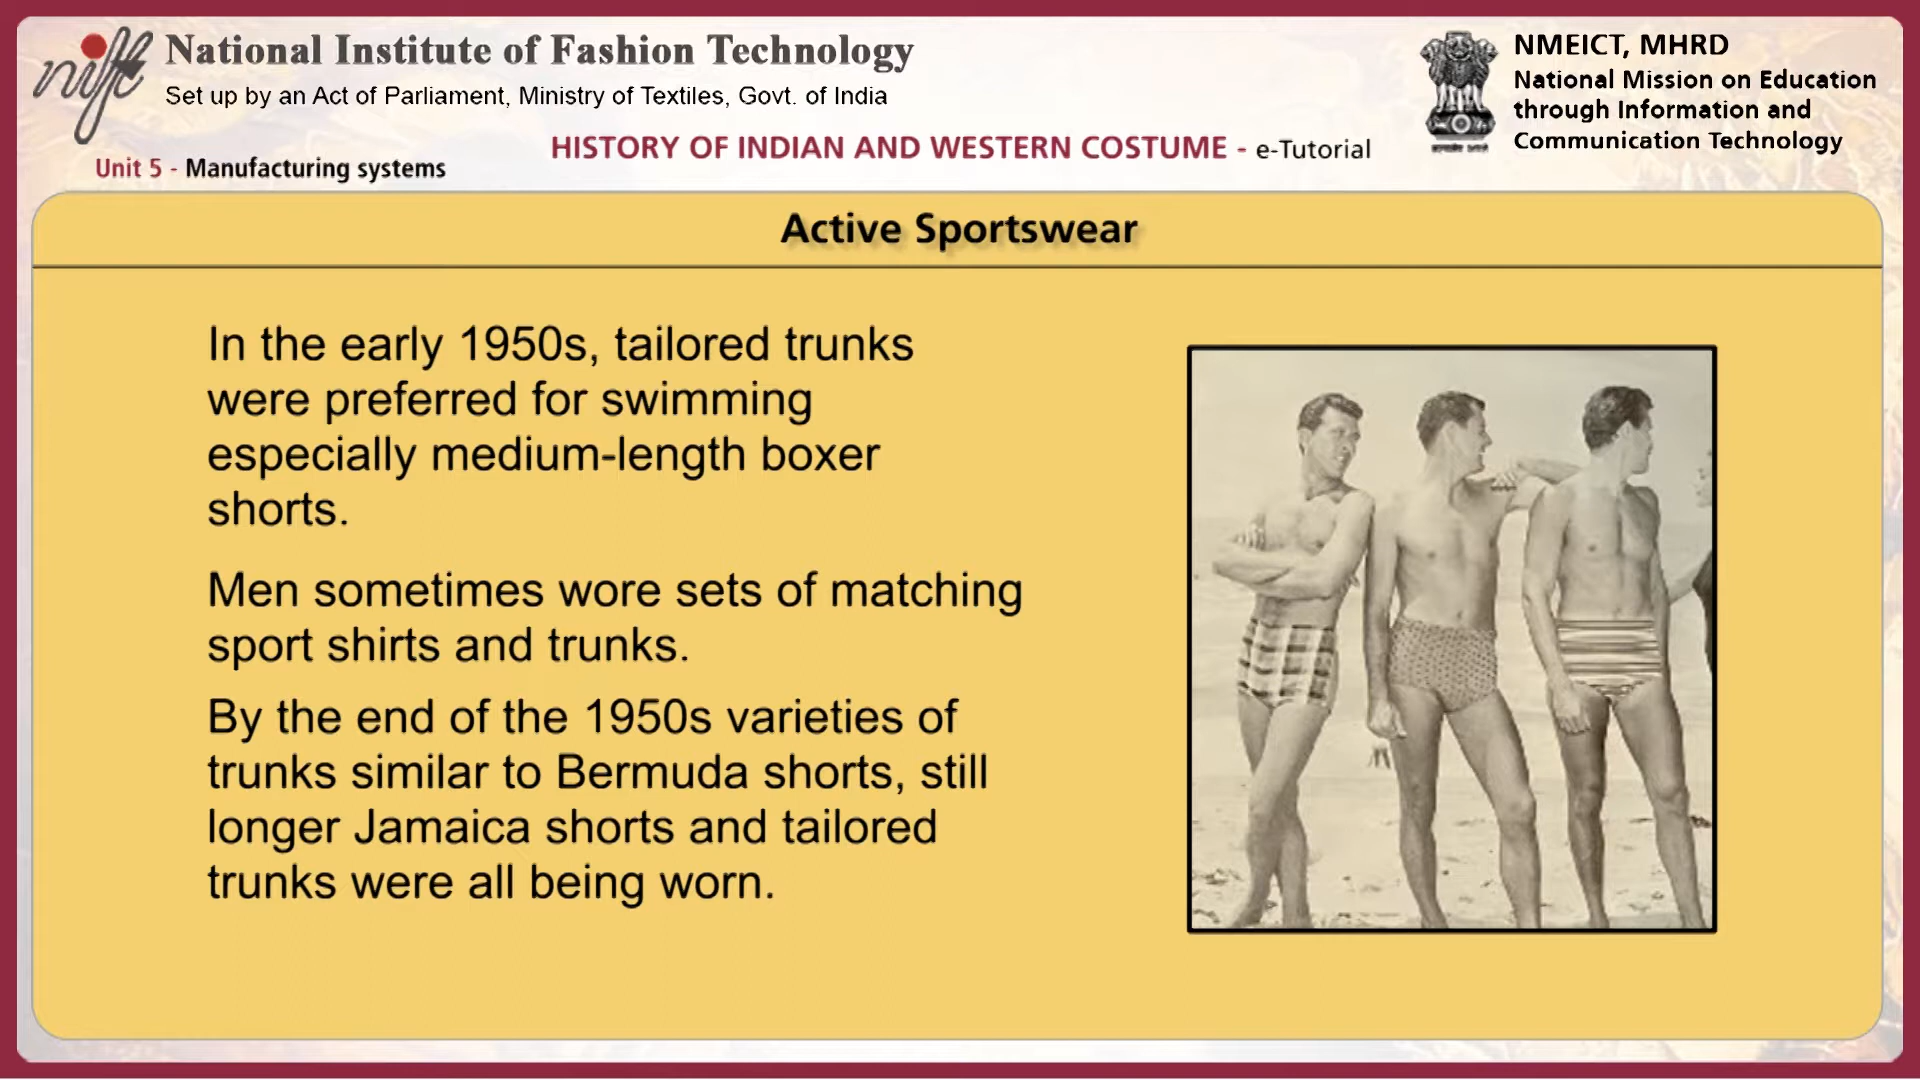 nift
National Institute of Fashion Technology
Set up by an Act of Parliament, Ministry of Textiles, Govt. of India
NMEICT, MHRD
National Mission on Education
through Information and
Communication Technology
HISTORY OF INDIAN AND WESTERN COSTUME - e-Tutorial
Unit 5 - Manufacturing systems
Active Sportswear
In the early 1950s, tailored trunks
were preferred for swimming
especially medium-length boxer
shorts.
Men sometimes wore sets of matching
sport shirts and trunks.
By the end of the 1950s varieties of
trunks similar to Bermuda shorts, still
longer Jamaica shorts and tailored
trunks were all being worn.